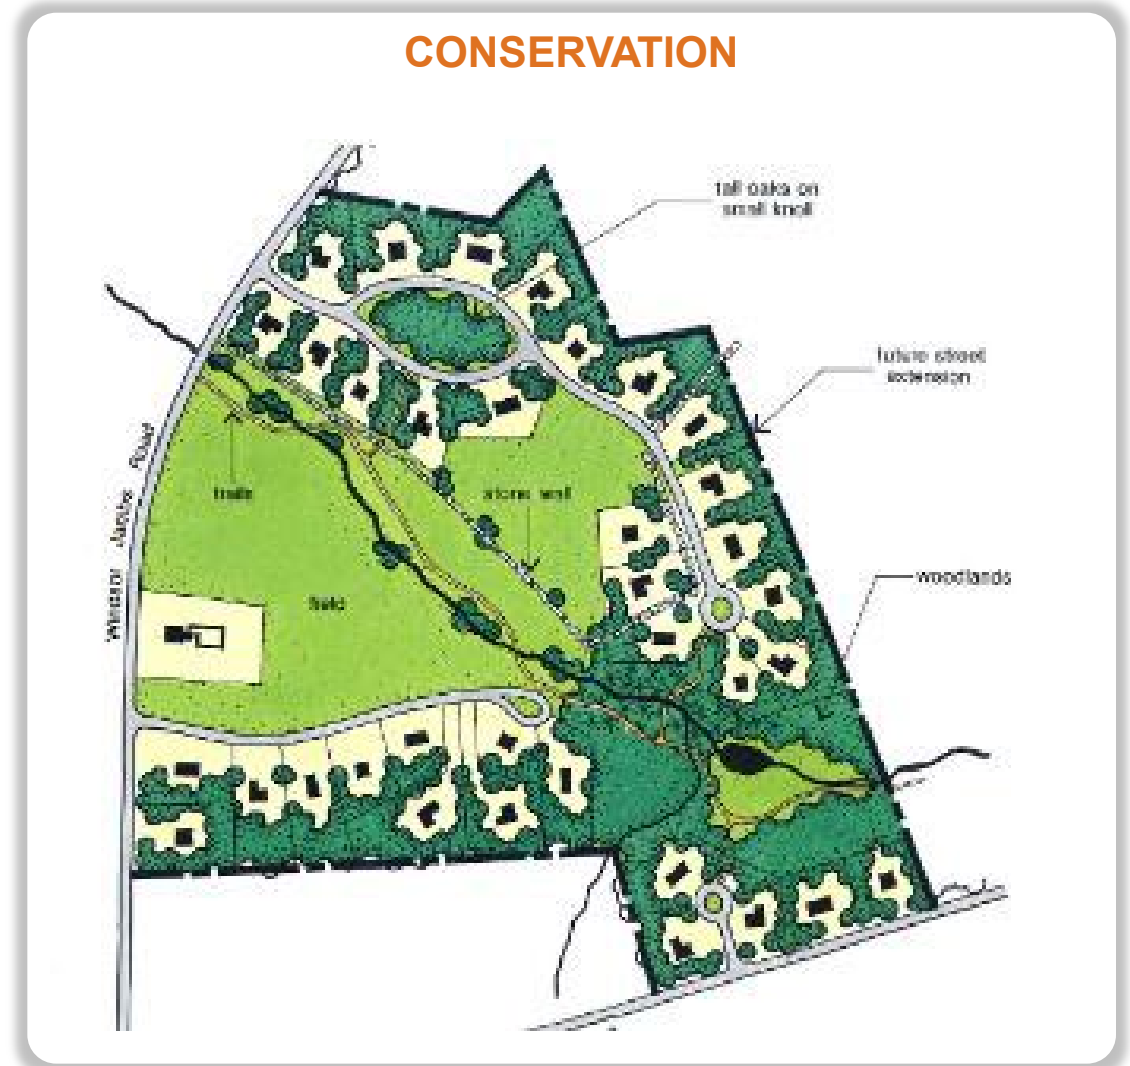 CONSERVATION
tall oaks on
small knoll
future street
extension
Road
trails
stone wall
field
woodlands